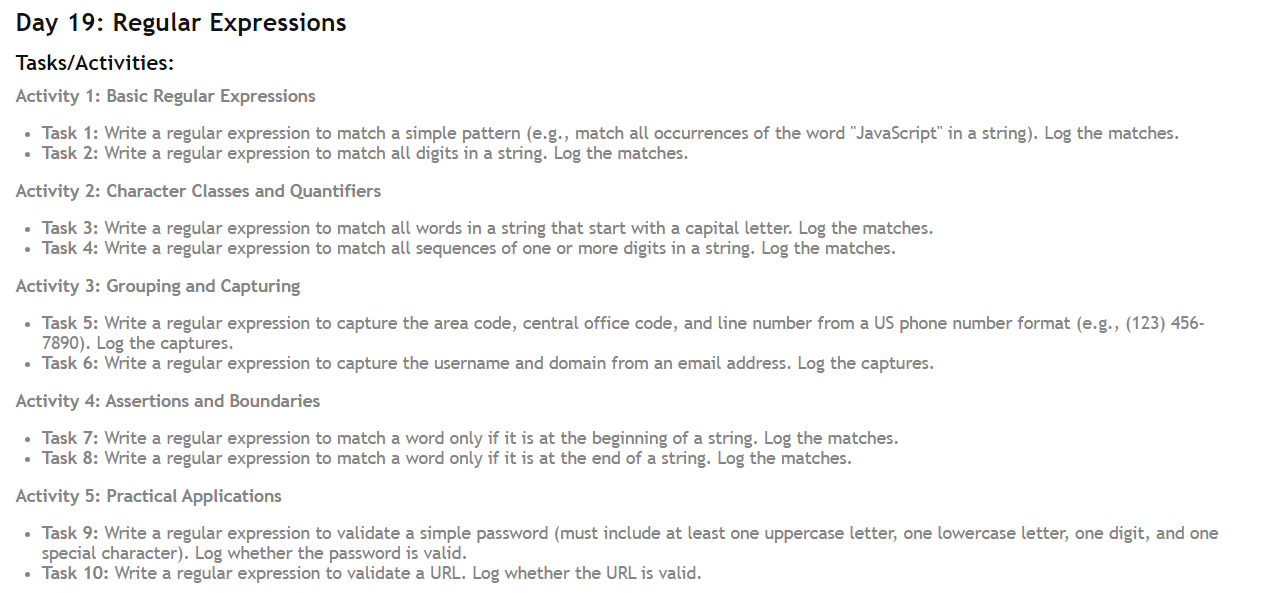 Day 19: Regular Expressions
Tasks/Activities:
Activity 1: Basic Regular Expressions
• Task 1: Write a regular expression to match a simple pattern (e.g., match all occurrences of the word "JavaScript" in a string). Log the matches.
• Task 2: Write a regular expression to match all digits in a string. Log the matches.
Activity 2: Character Classes and Quantifiers
• Task 3: Write a regular expression to match all words in a string that start with a capital letter. Log the matches.
• Task 4: Write a regular expression to match all sequences of one or more digits in a string. Log the matches.
Activity 3: Grouping and Capturing
• Task 5: Write a regular expression to capture the area code, central office code, and line number from a US phone number format (e.g., (123) 456-
7890). Log the captures.
• Task 6: Write a regular expression to capture the username and domain from an email address. Log the captures.
Activity 4: Assertions and Boundaries
• Task 7: Write a regular expression to match a word only if it is at the beginning of a string. Log the matches.
• Task 8: Write a regular expression to match a word only if it is at the end of a string. Log the matches.
Activity 5: Practical Applications
• Task 9: Write a regular expression to validate a simple password (must include at least one uppercase letter, one lowercase letter, one digit, and one
special character). Log whether the password is valid.
• Task 10: Write a regular expression to validate a URL. Log whether the URL is valid.